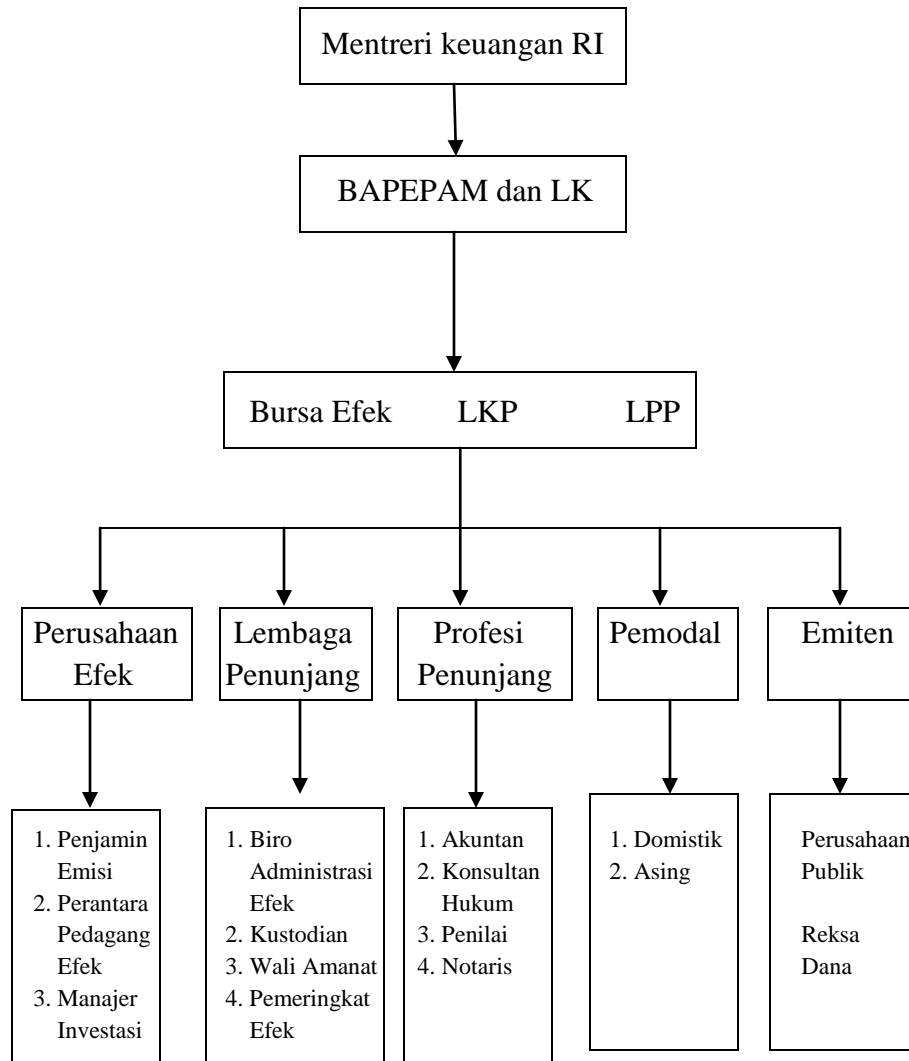 Mentreri keuangan RI
BAPEPAM dan LK
Bursa Efek LKP LPP
Perusahaan
Efek
Lembaga
Penunjang
Profesi
Penunjang
Pemodal
Emiten
1. Penjamin
Emisi
2. Perantara
Pedagang
Efek
3. Manajer
Investasi
1. Biro
Administrasi
Efek
2. Kustodian
3. Wali Amanat
4. Pemeringkat
Efek
1. Akuntan
2. Konsultan
Hukum
3. Penilai
4. Notaris
1. Domistik
2. Asing
Perusahaan
Publik
Reksa
Dana